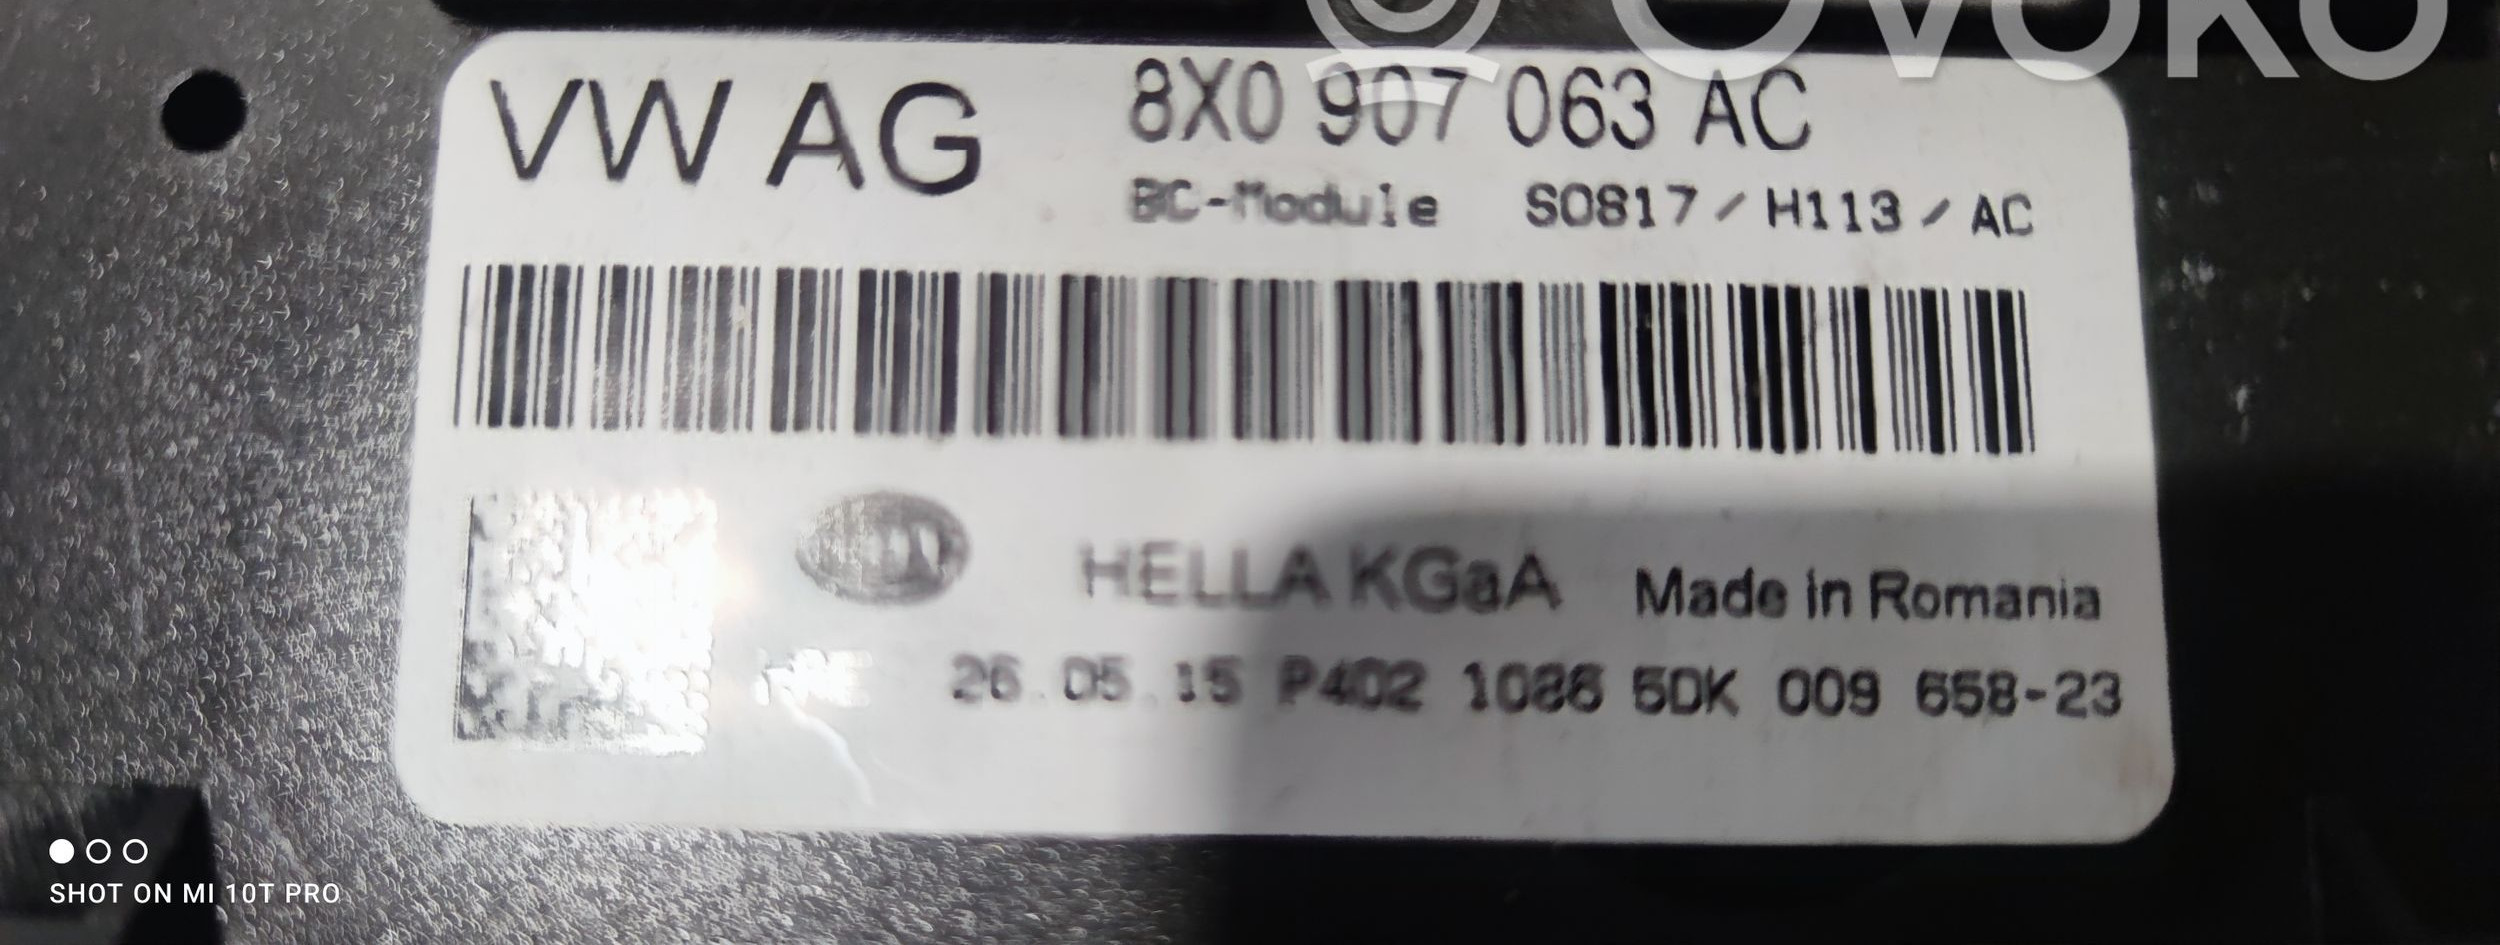 OVOKO
VW AG 8X0 907 063 AC
BC-Module S0817/H113/AC
HELLA KGaA Made in Romania
26.05.15 P402 1086 5DK 009 658-23
SHOT ON MI 10T PRO